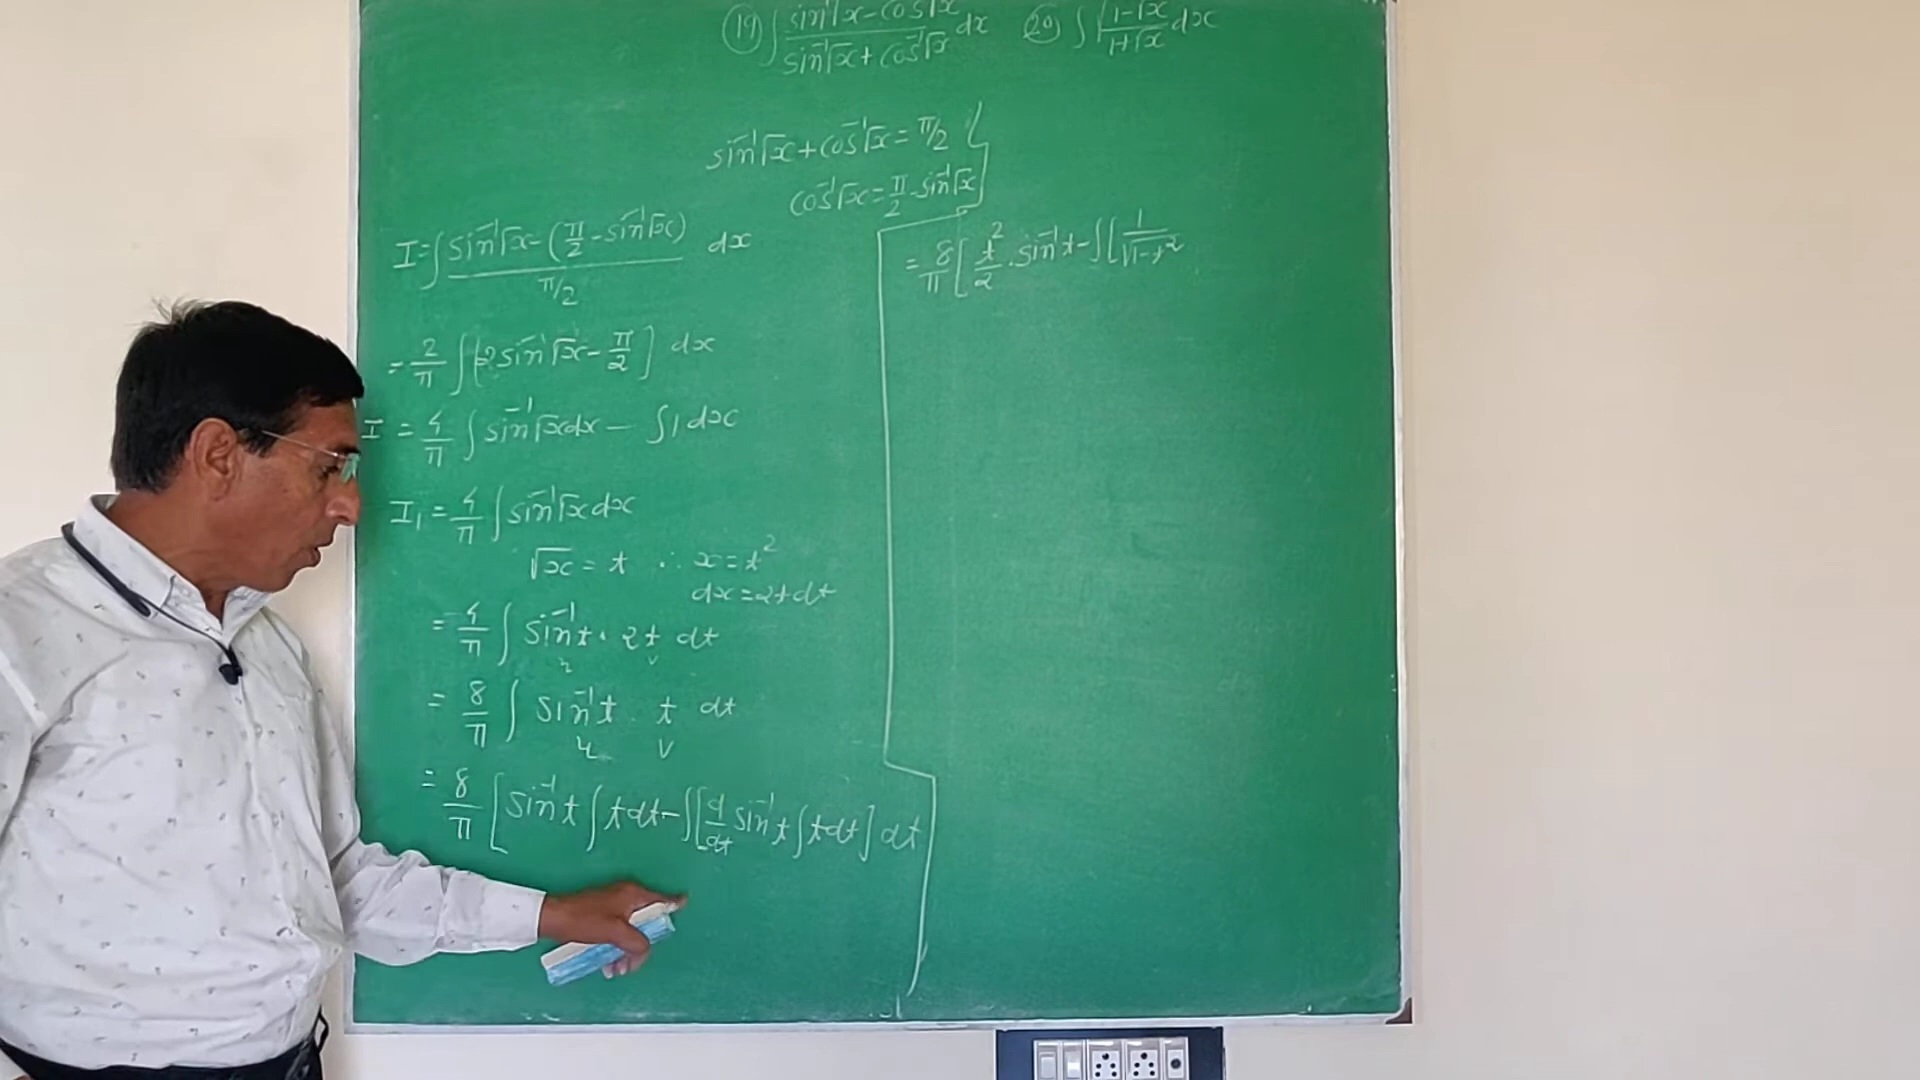 (19) ∫ (sin⁻¹√x - cos⁻¹√x)/(sin⁻¹√x + cos⁻¹√x) dx (20) ∫ √((1-√x)/(1+√x)) dx
sin⁻¹√x + cos⁻¹√x = π/2
cos⁻¹√x = π/2 - sin⁻¹√x
I = ∫ (sin⁻¹√x - (π/2 - sin⁻¹√x))/(π/2) dx
= 2/π ∫ [2 sin⁻¹√x - π/2] dx
I = 4/π ∫ sin⁻¹√x dx - ∫ 1 dx
I₁ = 4/π ∫ sin⁻¹√x dx
√x = t ∴ x = t²
dx = 2t dt
= 4/π ∫ sin⁻¹t · 2t dt
u v
= 8/π ∫ sin⁻¹t · t dt
u v
= 8/π [sin⁻¹t ∫ t dt - ∫ [d/dt sin⁻¹t ∫ t dt] dt
= 8/π [t²/2 · sin⁻¹t - ∫ [1/√(1-t²)